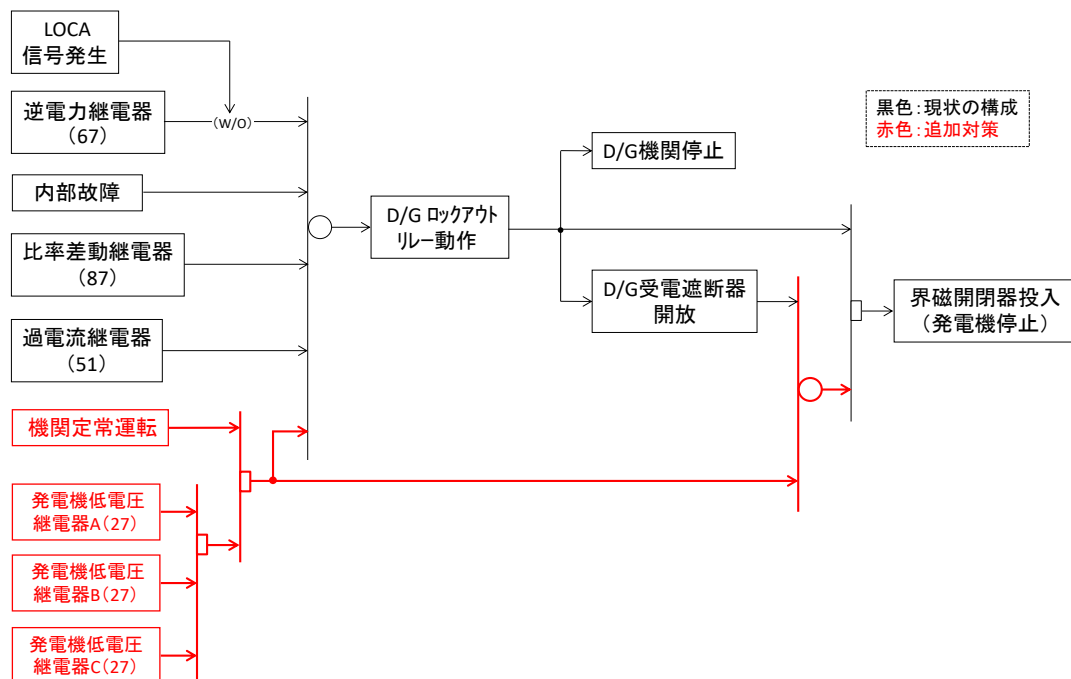 LOCA
信号発生
逆電力継電器
(67)
(W/O)
内部故障
比率差動継電器
(87)
過電流継電器
(51)
機関定常運転
発電機低電圧
継電器A(27)
発電機低電圧
継電器B(27)
発電機低電圧
継電器C(27)
D/G ロックアウト
リレー動作
D/G機関停止
D/G受電遮断器
開放
黒色：現状の構成
赤色：追加対策
界磁開閉器投入
（発電機停止）